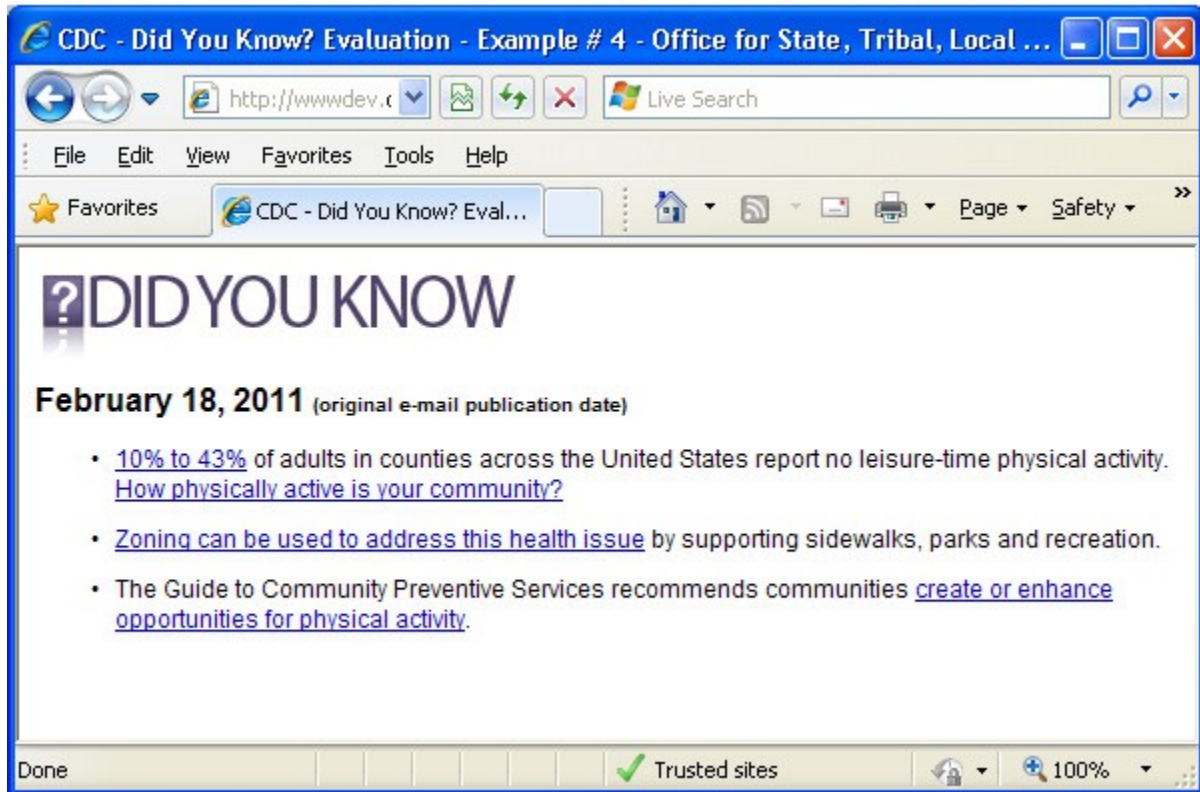 CDC - Did You Know? Evaluation - Example # 4 - Office for State, Tribal, Local ...
http://wwwdev.c Live Search
File Edit View Favorites Tools Help
Favorites CDC - Did You Know? Eval... Page Safety »
? DID YOU KNOW
February 18, 2011 (original e-mail publication date)
• 10% to 43% of adults in counties across the United States report no leisure-time physical activity.
How physically active is your community?
• Zoning can be used to address this health issue by supporting sidewalks, parks and recreation.
• The Guide to Community Preventive Services recommends communities create or enhance
opportunities for physical activity.
Done Trusted sites 100%